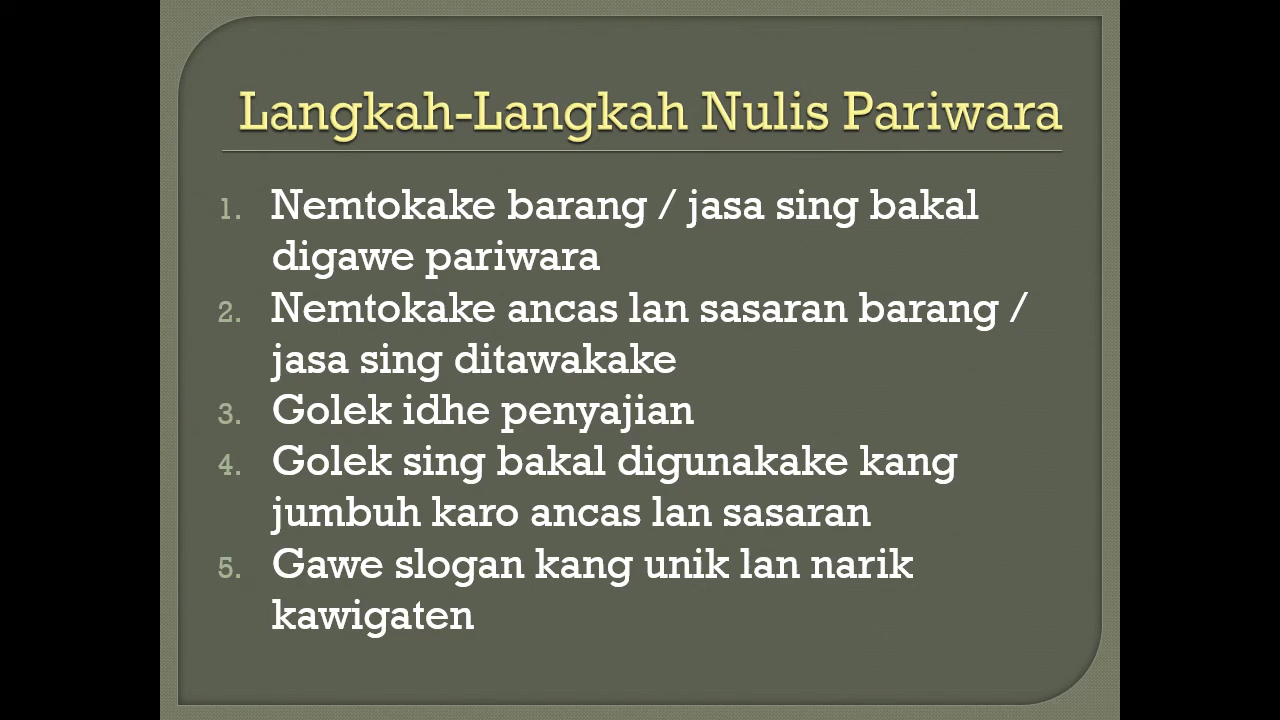 Langkah-Langkah Nulis Pariwara
1. Nemtokake barang / jasa sing bakal
digawe pariwara
2. Nemtokake ancas lan sasaran barang /
jasa sing ditawakake
3. Golek idhe penyajian
4. Golek sing bakal digunakake kang
jumbuh karo ancas lan sasaran
5. Gawe slogan kang unik lan narik
kawigaten